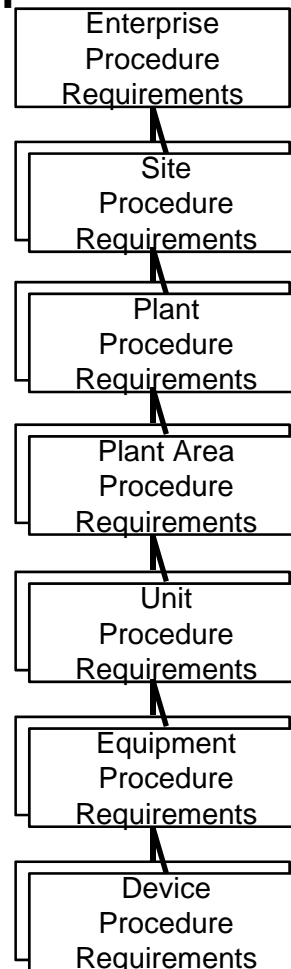 Enterprise
Procedure
Requirements
Site
Procedure
Requirements
Plant
Procedure
Requirements
Plant Area
Procedure
Requirements
Unit
Procedure
Requirements
Equipment
Procedure
Requirements
Device
Procedure
Requirements